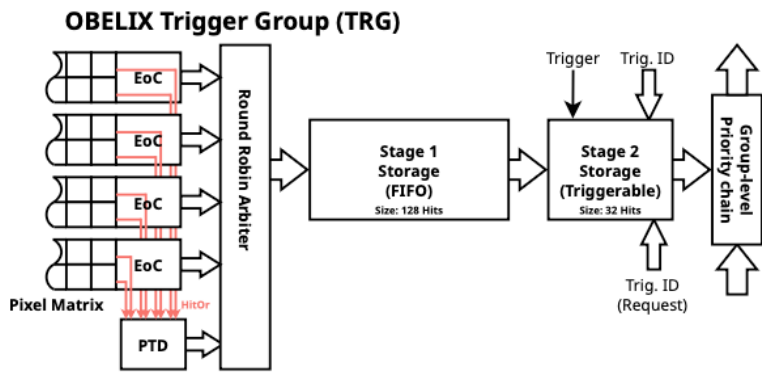 OBELIX Trigger Group (TRG)
EoC
EoC
EoC
EoC
Pixel Matrix
HitOr
PTD
Round Robin Arbiter
Stage 1
Storage
(FIFO)
Size: 128 Hits
Trigger
Trig. ID
Stage 2
Storage
(Triggerable)
Size: 32 Hits
Trig. ID
(Request)
Group-level
Priority chain